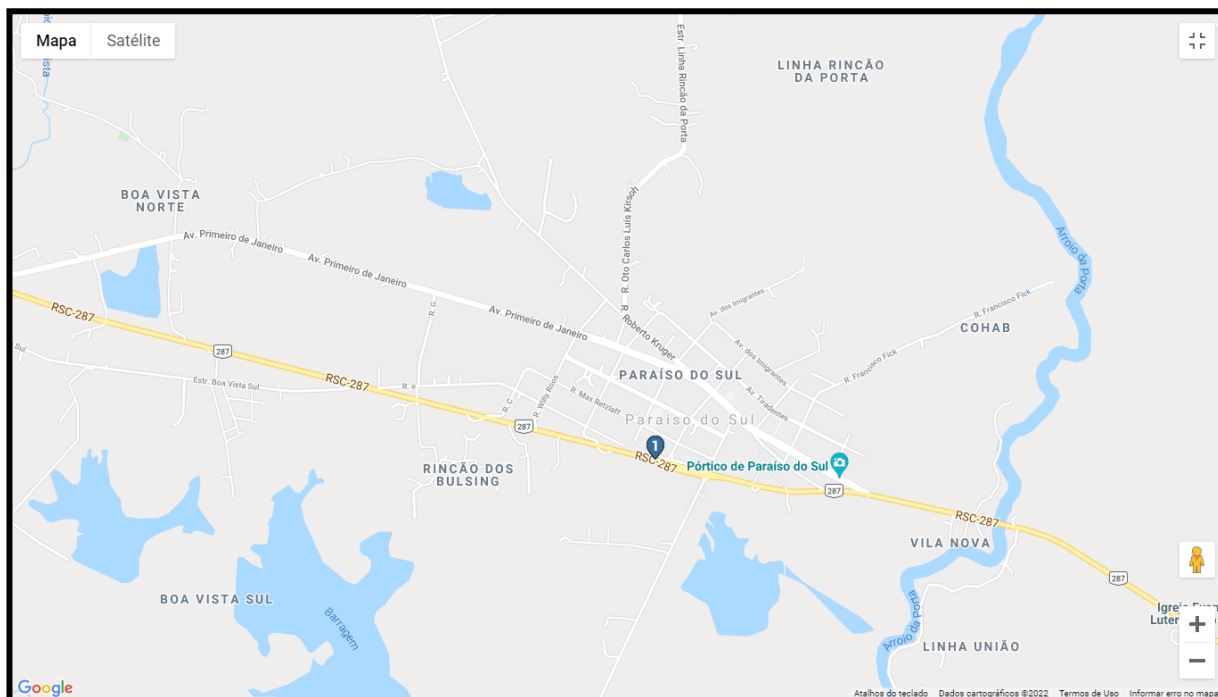 Mapa
Satélite
LINHA RINCÃO
DA PORTA
Estr. Linha Rincão da Porta
BOA VISTA
NORTE
R. Oto Carlos Luís Kirsoh
Av. Primeiro de Janeiro
Av. Primeiro de Janeiro
Av. Primeiro de Janeiro
Arroio da Porta
R. Francisco Fick
COHAB
RSC-287
R. G
Av. dos Imigrantes
R. Roberto Kruger
Av. dos Imigrantes
287
Sul
Estr. Boa Vista Sul
RSC-287
R. e
PARAÍSO DO SUL
R. Francisco Fick
R. C
R. Willy Roos
R. Max Retzlaff
Av. Tiradentes
Paraíso do Sul
287
1
RSC-287
Pórtico de Paraíso do Sul
RINCÃO DOS
BULSING
287
RSC-287
VILA NOVA
287
BOA VISTA SUL
Barragem
Arroio da Porta
LINHA UNIÃO
Google
Atalhos do teclado
Dados cartográficos ©2022
Termos de Uso
Informar erro no mapa